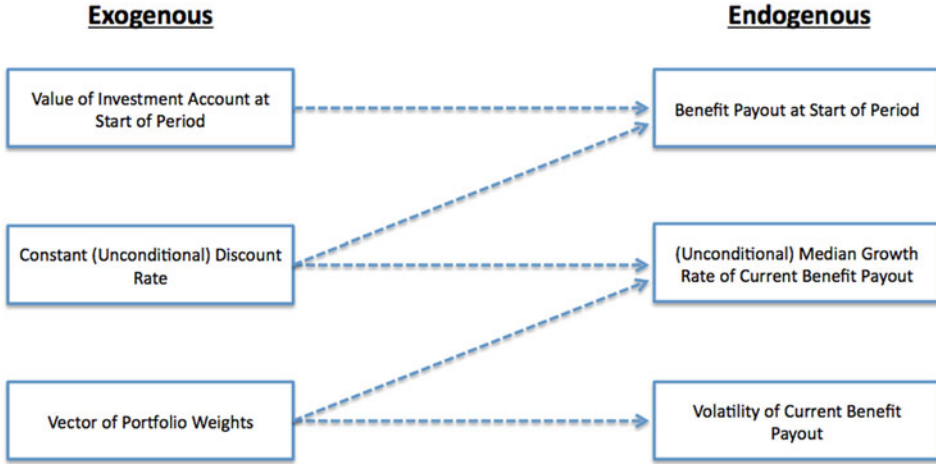 Exogenous
Endogenous
Value of Investment Account at
Start of Period
Benefit Payout at Start of Period
Constant (Unconditional) Discount
Rate
(Unconditional) Median Growth
Rate of Current Benefit Payout
Vector of Portfolio Weights
Volatility of Current Benefit
Payout